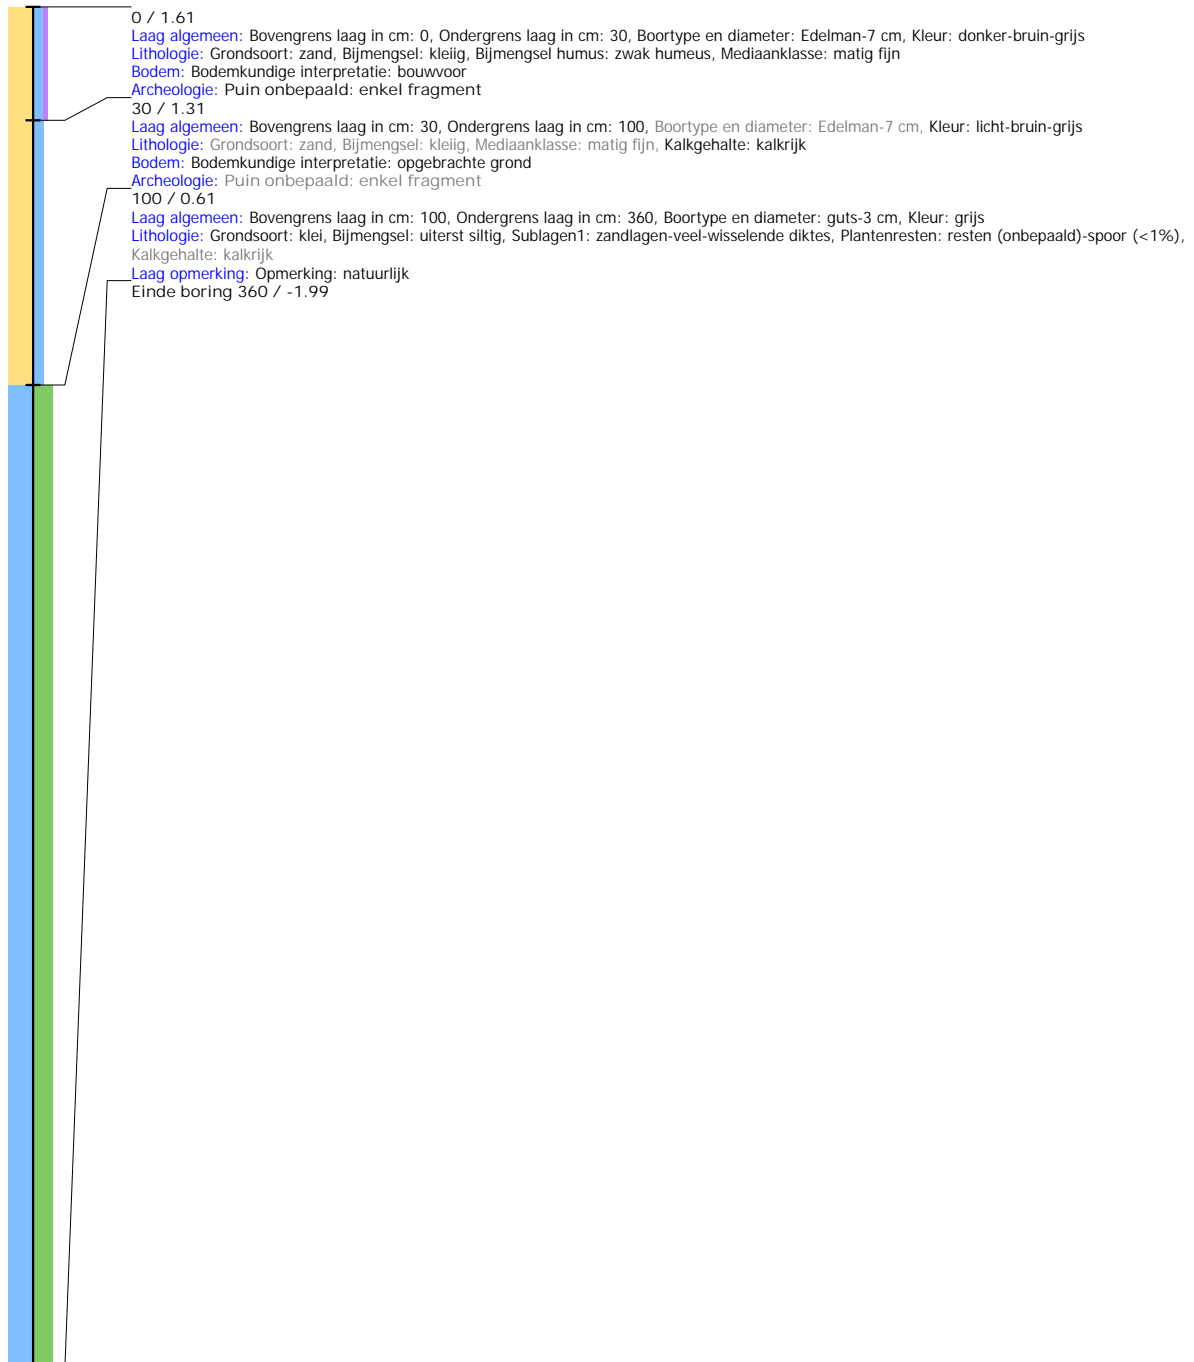 0 / 1.61
Laag algemeen: Bovengrens laag in cm: 0, Ondergrens laag in cm: 30, Boortype en diameter: Edelman-7 cm, Kleur: donker-bruin-grijs
Lithologie: Grondsoort: zand, Bijmengsel: kleiig, Bijmengsel humus: zwak humeus, Mediaanklasse: matig fijn
Bodem: Bodemkundige interpretatie: bouwvoor
Archeologie: Puin onbepaald: enkel fragment
30 / 1.31
Laag algemeen: Bovengrens laag in cm: 30, Ondergrens laag in cm: 100, Boortype en diameter: Edelman-7 cm, Kleur: licht-bruin-grijs
Lithologie: Grondsoort: zand, Bijmengsel: kleiig, Mediaanklasse: matig fijn, Kalkgehalte: kalkrijk
Bodem: Bodemkundige interpretatie: opgebrachte grond
Archeologie: Puin onbepaald: enkel fragment
100 / 0.61
Laag algemeen: Bovengrens laag in cm: 100, Ondergrens laag in cm: 360, Boortype en diameter: guts-3 cm, Kleur: grijs
Lithologie: Grondsoort: klei, Bijmengsel: uiterst siltig, Sublagen1: zandlagen-veel-wisselende diktes, Plantenresten: resten (onbepaald)-spoor (<1%),
Kalkgehalte: kalkrijk
Laag opmerking: Opmerking: natuurlijk
Einde boring 360 / -1.99